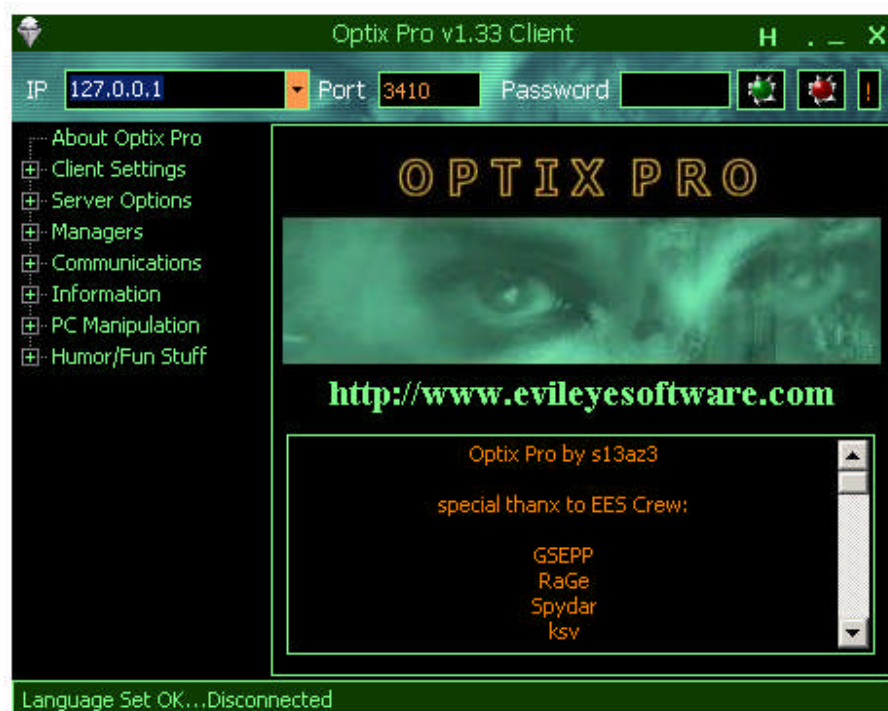 Optix Pro v1.33 Client H . _ X
IP 127.0.0.1 Port 3410 Password !
About Optix Pro
Client Settings
Server Options
Managers
Communications
Information
PC Manipulation
Humor/Fun Stuff
OPTIX PRO
http://www.evileyesoftware.com
Optix Pro by s13az3
special thanx to EES Crew:
GSEPP
RaGe
Spydar
ksv
Language Set OK...Disconnected